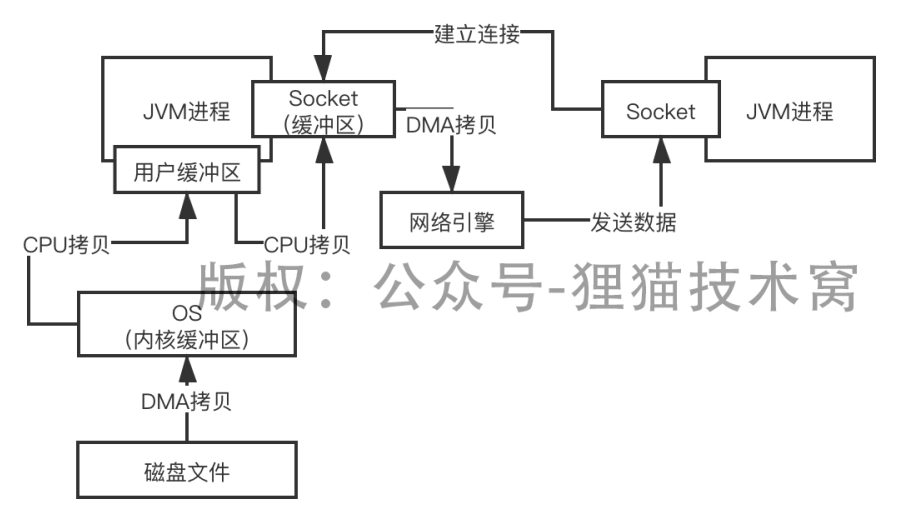 建立连接
JVM进程
Socket
（缓冲区）
DMA拷贝
Socket
JVM进程
用户缓冲区
网络引擎
发送数据
CPU拷贝
CPU拷贝
版权：公众号-狸猫技术窝
OS
（内核缓冲区）
DMA拷贝
磁盘文件